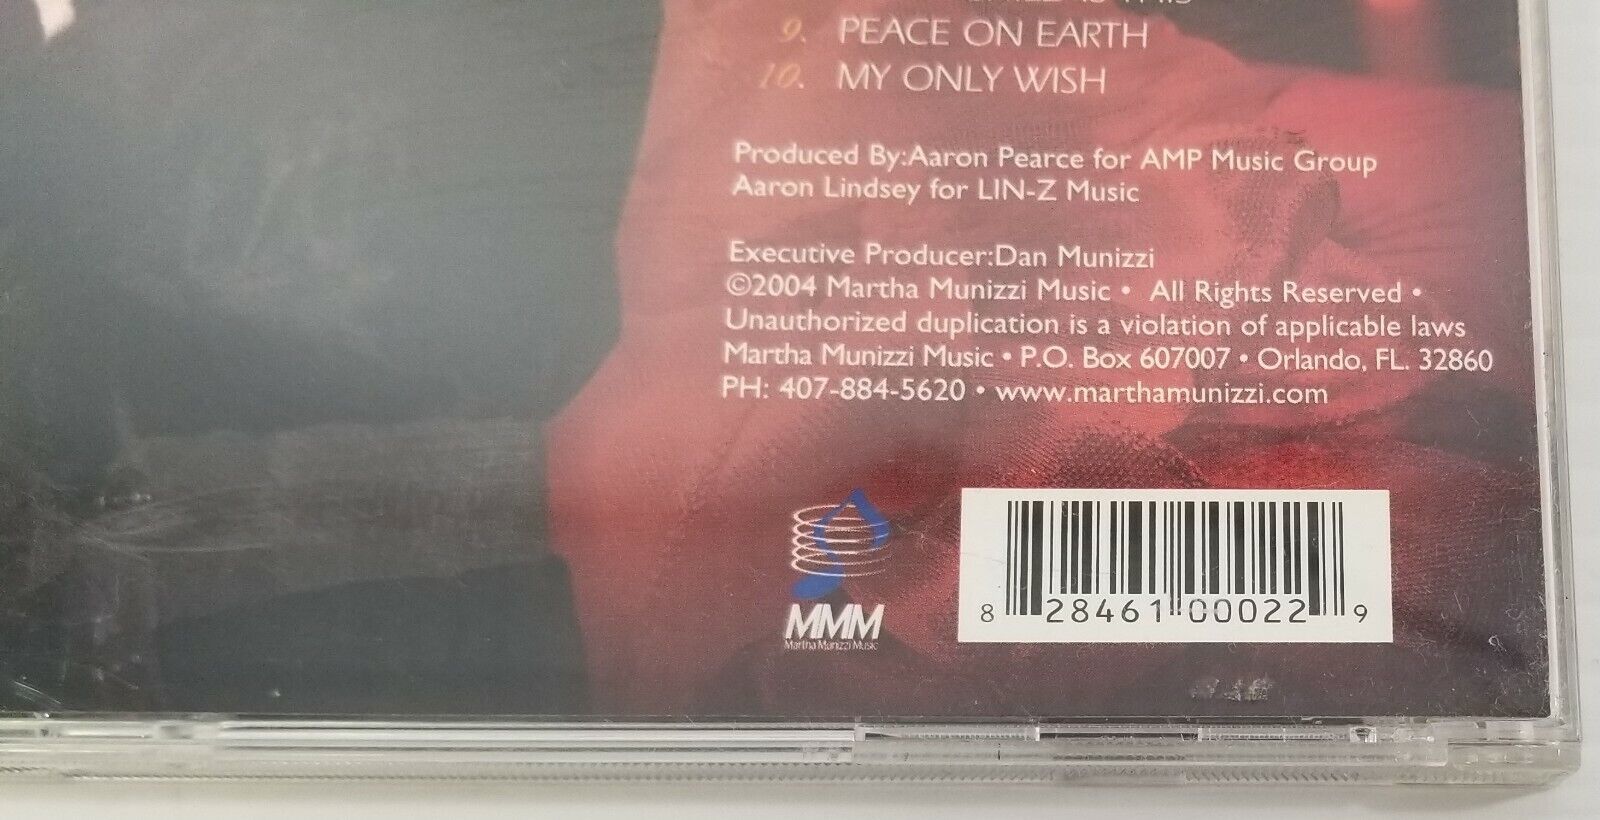 THIS
9. PEACE ON EARTH
10. MY ONLY WISH
Produced By:Aaron Pearce for AMP Music Group
Aaron Lindsey for LIN-Z Music
Executive Producer:Dan Munizzi
©2004 Martha Munizzi Music • All Rights Reserved •
Unauthorized duplication is a violation of applicable laws
Martha Munizzi Music • P.O. Box 607007 • Orlando, FL. 32860
PH: 407-884-5620 • www.marthamunizzi.com
MMM
Martha Munizzi Music
8 28461 00022 9